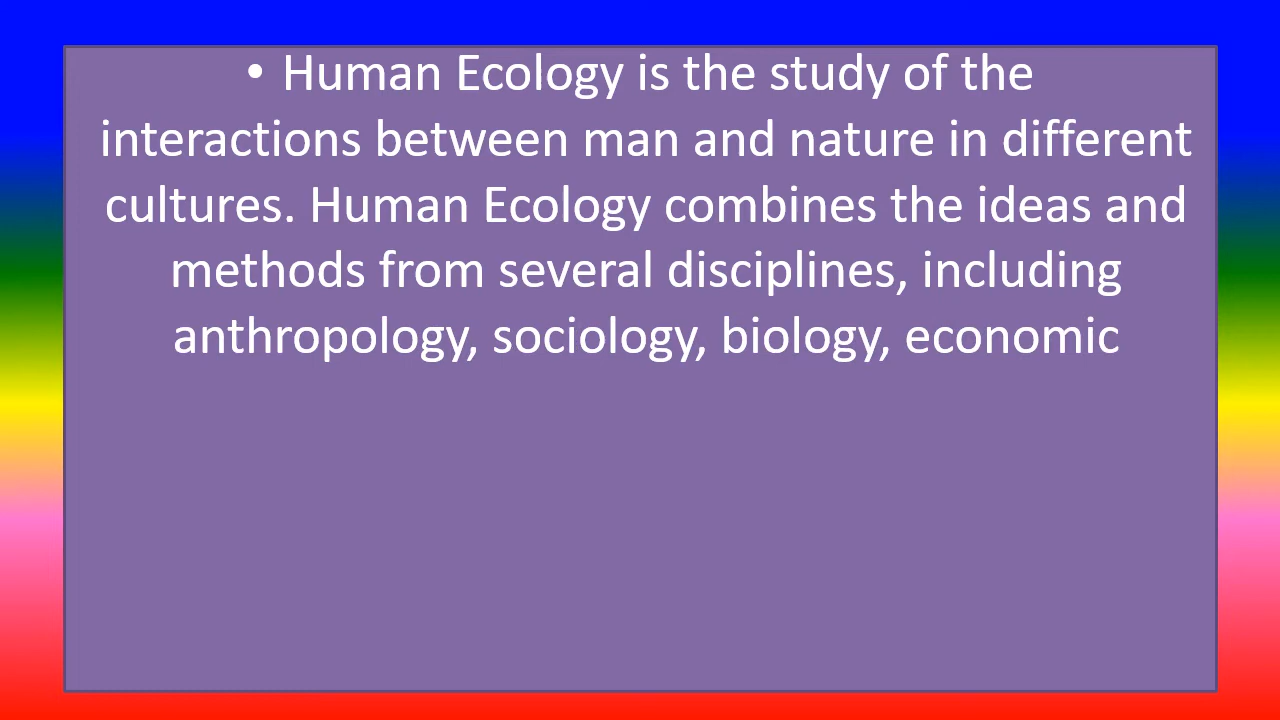 • Human Ecology is the study of the
interactions between man and nature in different
cultures. Human Ecology combines the ideas and
methods from several disciplines, including
anthropology, sociology, biology, economic